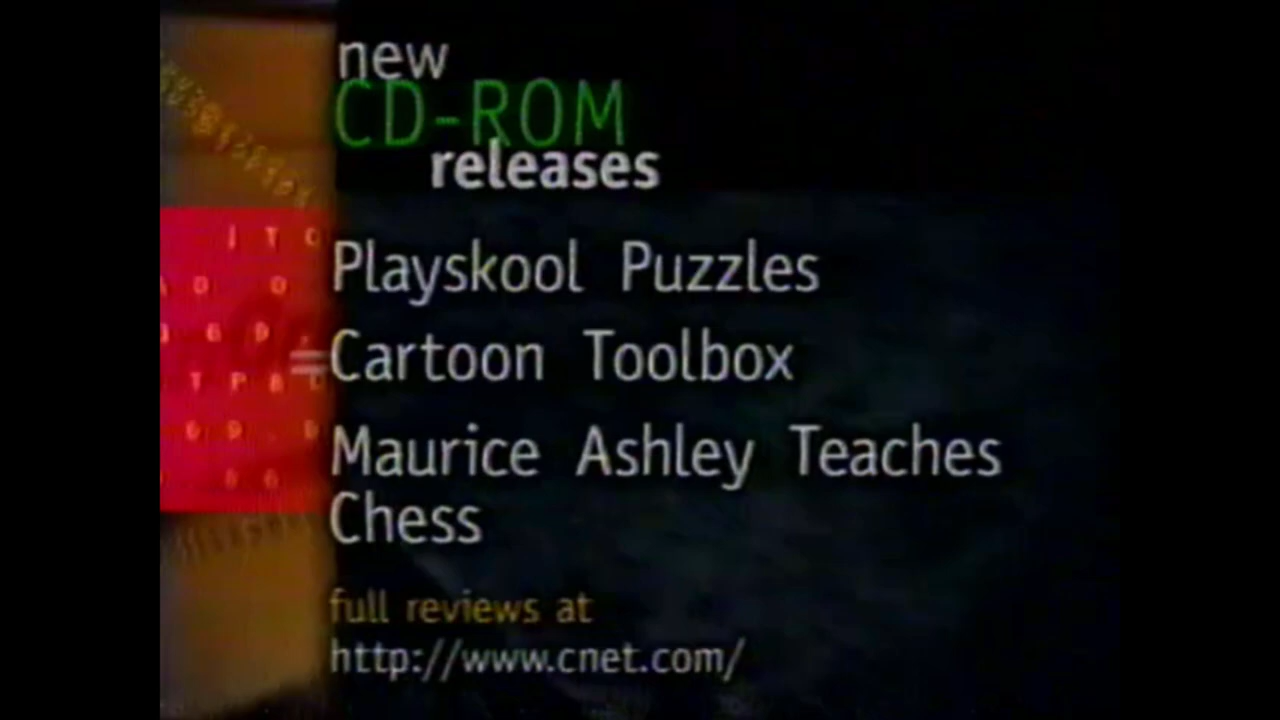 new
CD-ROM
releases
Playskool Puzzles
=Cartoon Toolbox
Maurice Ashley Teaches
Chess
full reviews at
http://www.cnet.com/